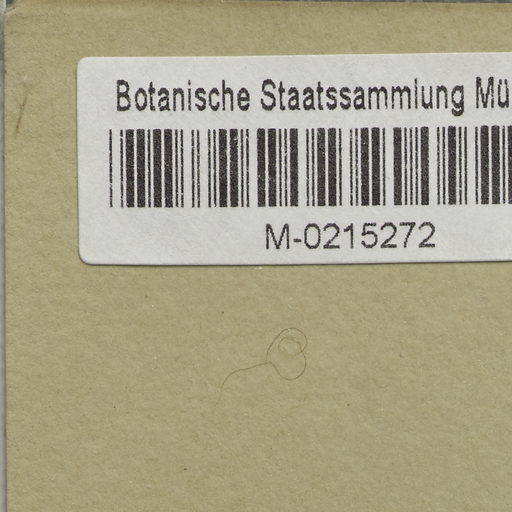 Botanische Staatssammlung Mü
M-0215272